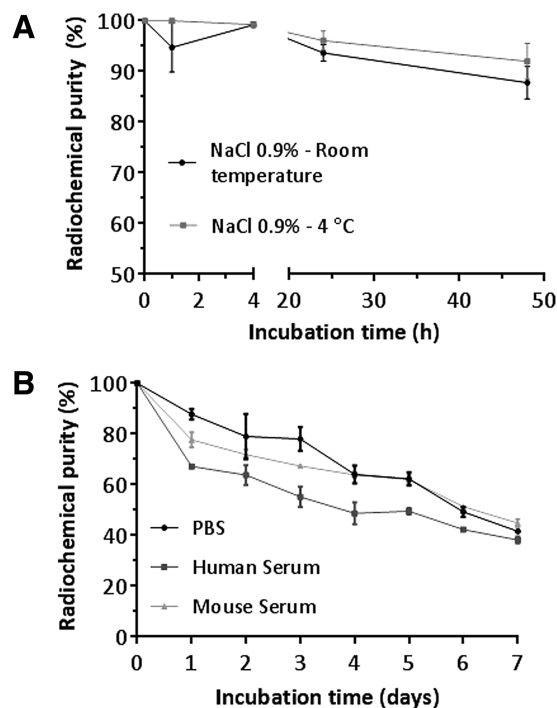 A
Radiochemical purity (%)
100
90
80
70
60
50
NaCl 0.9% - Room
temperature
NaCl 0.9% - 4 °C
0 2 4 20 30 40 50
Incubation time (h)
B
Radiochemical purity (%)
100
80
60
40
20
0
PBS
Human Serum
Mouse Serum
0 1 2 3 4 5 6 7
Incubation time (days)